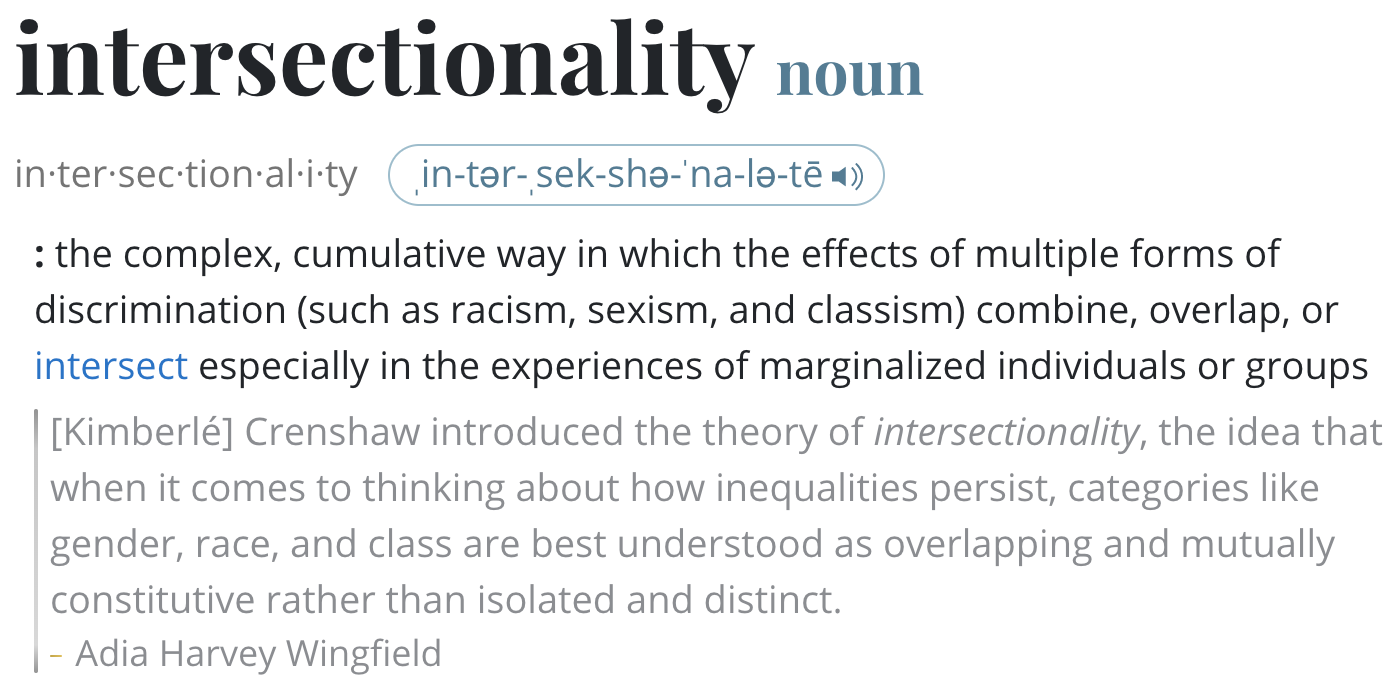 intersectionality noun
in·ter·sec·tion·al·i·ty ˌin-tər-ˌsek-shə-ˈna-lə-tē
: the complex, cumulative way in which the effects of multiple forms of
discrimination (such as racism, sexism, and classism) combine, overlap, or
intersect especially in the experiences of marginalized individuals or groups
[Kimberlé] Crenshaw introduced the theory of intersectionality, the idea that
when it comes to thinking about how inequalities persist, categories like
gender, race, and class are best understood as overlapping and mutually
constitutive rather than isolated and distinct.
– Adia Harvey Wingfield